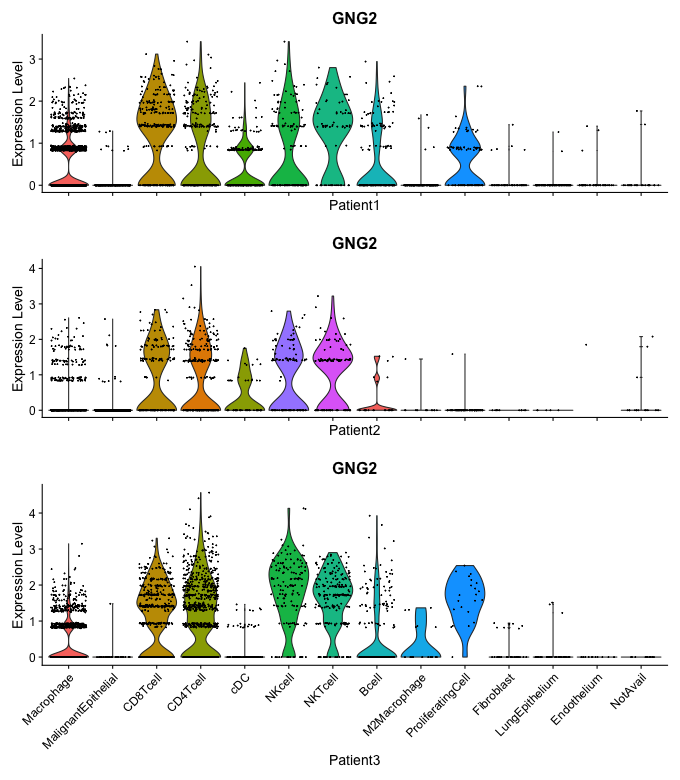 GNG2
Expression Level
3
2
1
0
Patient1
GNG2
Expression Level
4
3
2
1
0
Patient2
GNG2
Expression Level
4
3
2
1
0
Macrophage
MalignantEpithelial
CD8Tcell
CD4Tcell
cDC
NKcell
NKTcell
Bcell
M2Macrophage
ProliferatingCell
Fibroblast
LungEpithelium
Endothelium
NotAvail
Patient3